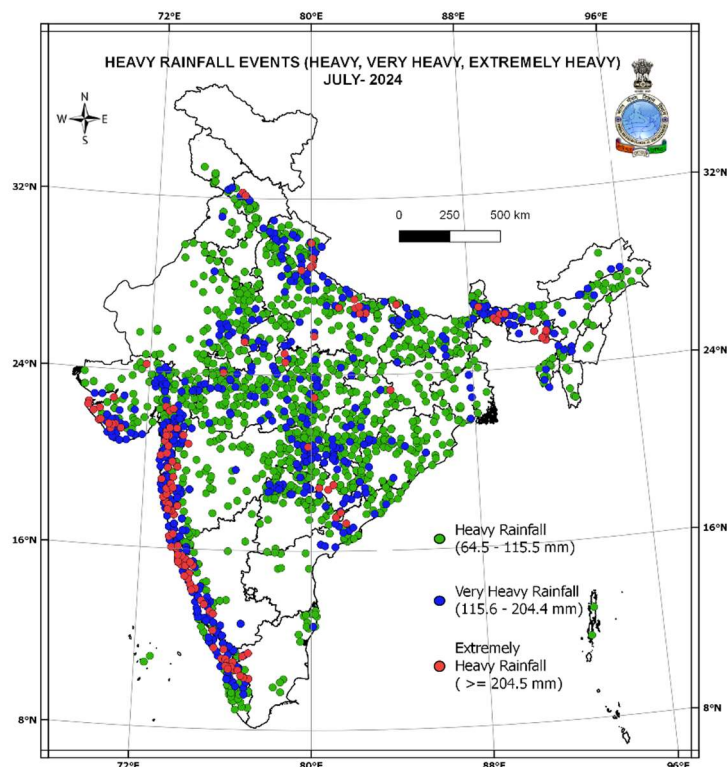 72°E 80°E 88°E 96°E
HEAVY RAINFALL EVENTS (HEAVY, VERY HEAVY, EXTREMELY HEAVY)
JULY- 2024
N
W E
S
32°N 32°N
0 250 500 km
24°N 24°N
16°N 16°N
Heavy Rainfall
(64.5 - 115.5 mm)
Very Heavy Rainfall
(115.6 - 204.4 mm)
Extremely
Heavy Rainfall
( >= 204.5 mm)
8°N 8°N
72°E 80°E 88°E 96°E